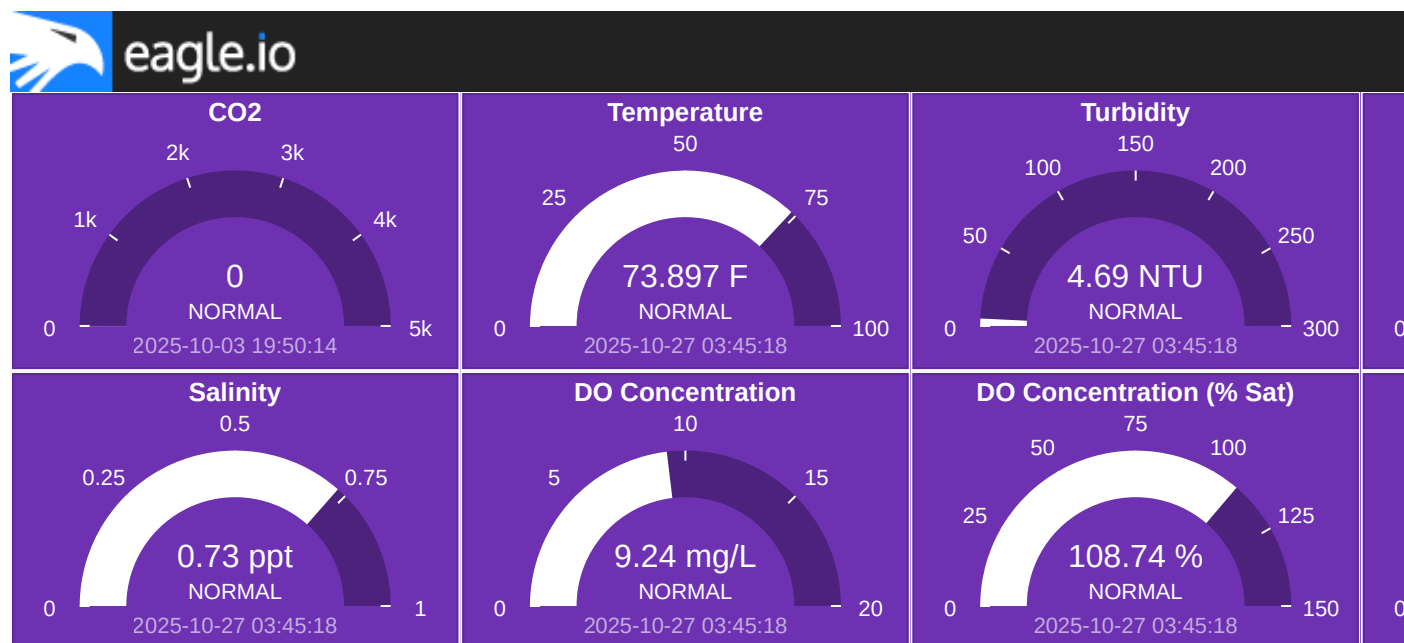 eagle.io
CO2
2k
3k
1k
4k
0
NORMAL
0
5k
2025-10-03 19:50:14
Temperature
50
25
75
73.897 F
NORMAL
0
100
2025-10-27 03:45:18
Turbidity
150
100
200
50
250
4.69 NTU
NORMAL
0
300
2025-10-27 03:45:18
0
Salinity
0.5
0.25
0.75
0.73 ppt
NORMAL
0
1
2025-10-27 03:45:18
DO Concentration
10
5
15
9.24 mg/L
NORMAL
0
20
2025-10-27 03:45:18
DO Concentration (% Sat)
75
50
100
25
125
108.74 %
NORMAL
0
150
2025-10-27 03:45:18
0